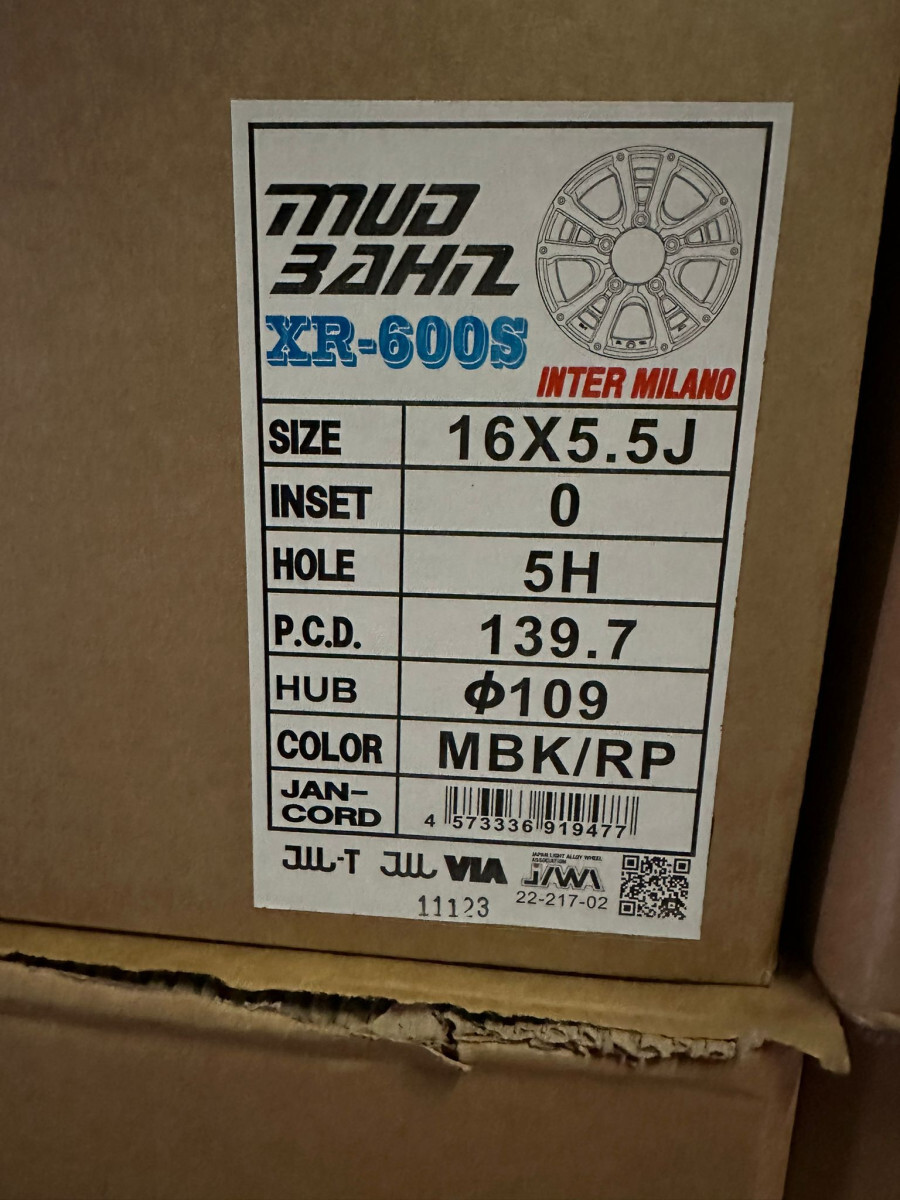 MUD
BAHN
XR-600S
INTER MILANO
SIZE 16X5.5J
INSET 0
HOLE 5H
P.C.D. 139.7
HUB φ109
COLOR MBK/RP
JAN-
CORD
4 573336 919477
JWL-T JWL VIA
JAPAN LIGHT ALLOY WHEEL
ASSOCIATION
JAWA
22-217-02
11123